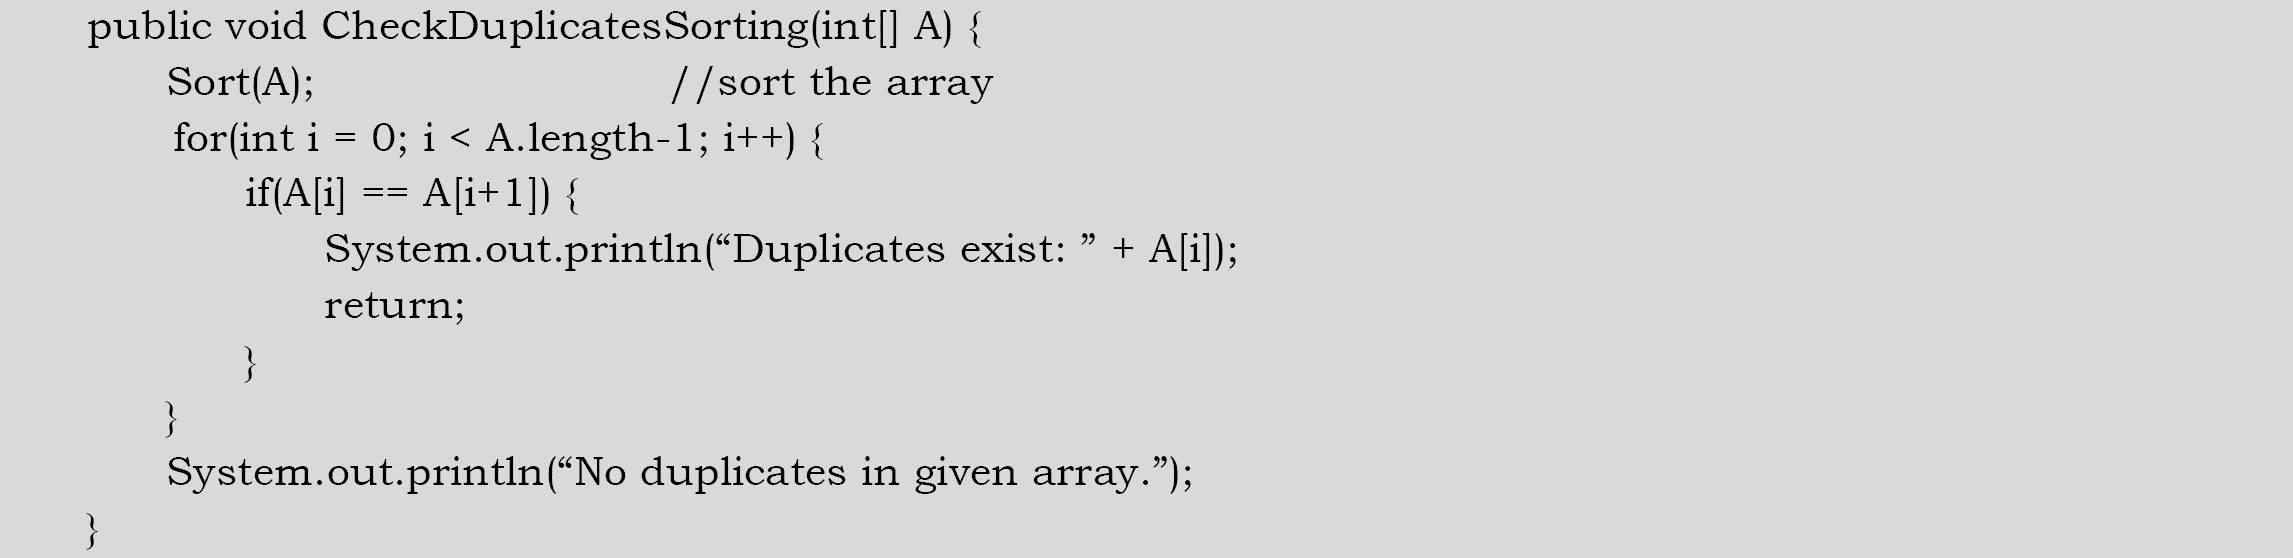 public void CheckDuplicatesSorting(int[] A) {
Sort(A); //sort the array
for(int i = 0; i < A.length-1; i++) {
if(A[i] == A[i+1]) {
System.out.println(“Duplicates exist: ” + A[i]);
return;
}
}
System.out.println(“No duplicates in given array.”);
}